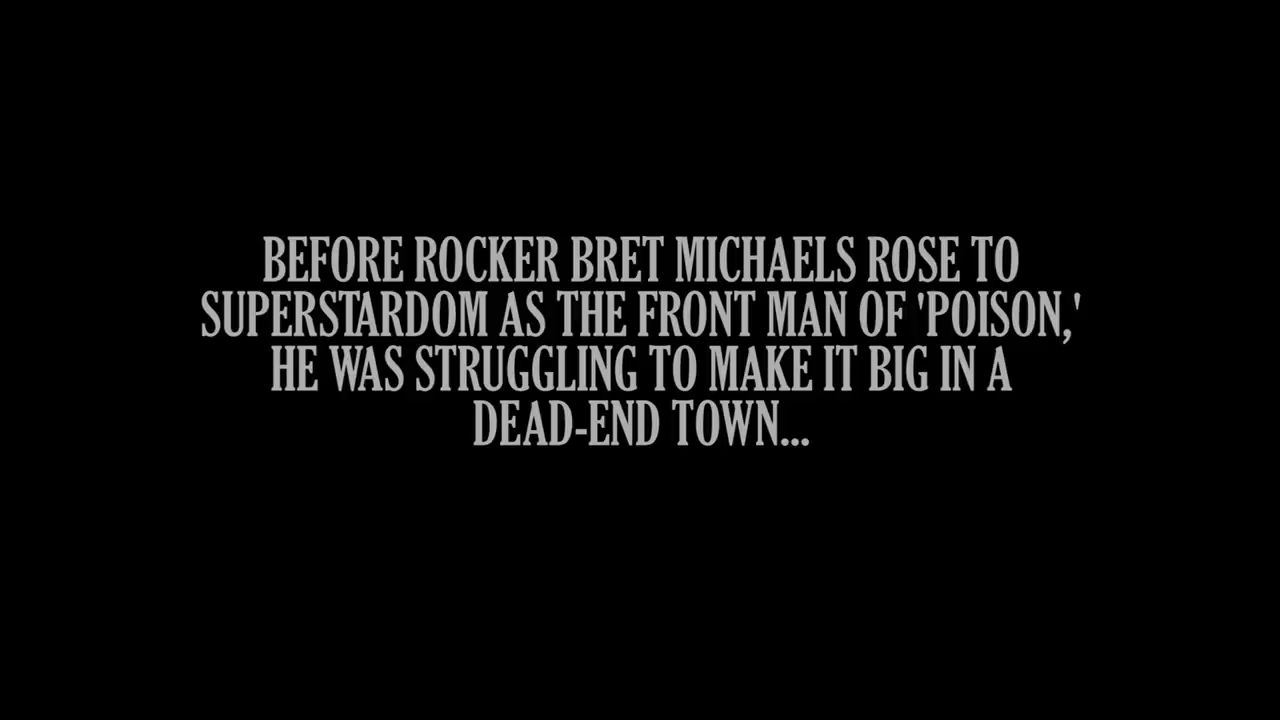 BEFORE ROCKER BRET MICHAELS ROSE TO
SUPERSTARDOM AS THE FRONT MAN OF 'POISON,'
HE WAS STRUGGLING TO MAKE IT BIG IN A
DEAD-END TOWN...